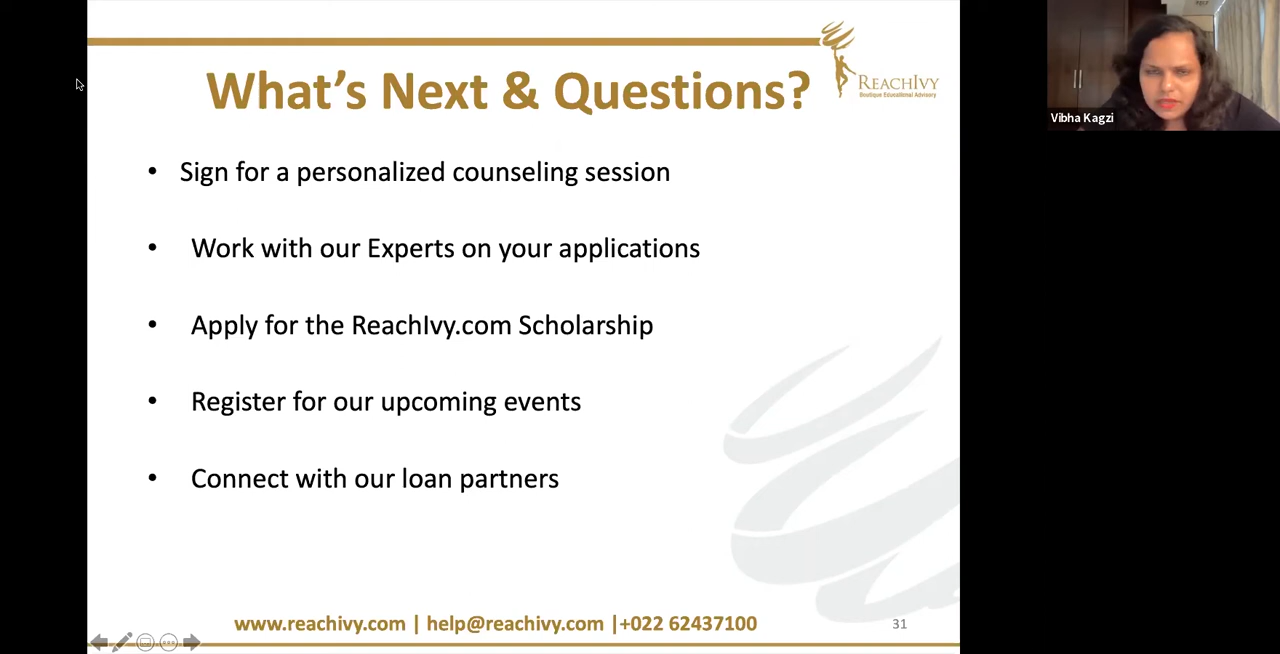 What's Next & Questions?
REACHIVY
Boutique Educational Advisory
Vibha Kagzi
• Sign for a personalized counseling session
• Work with our Experts on your applications
• Apply for the ReachIvy.com Scholarship
• Register for our upcoming events
• Connect with our loan partners
www.reachivy.com | help@reachivy.com |+022 62437100
31